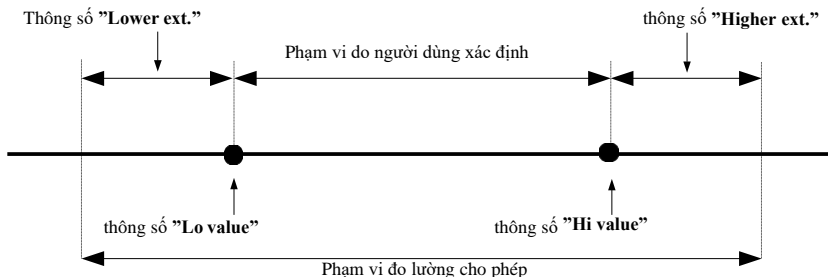 Thông số ”Lower ext.”
thông số ”Higher ext.”
Phạm vi do người dùng xác định
thông số ”Lo value”
thông số ”Hi value”
Phạm vi đo lường cho phép